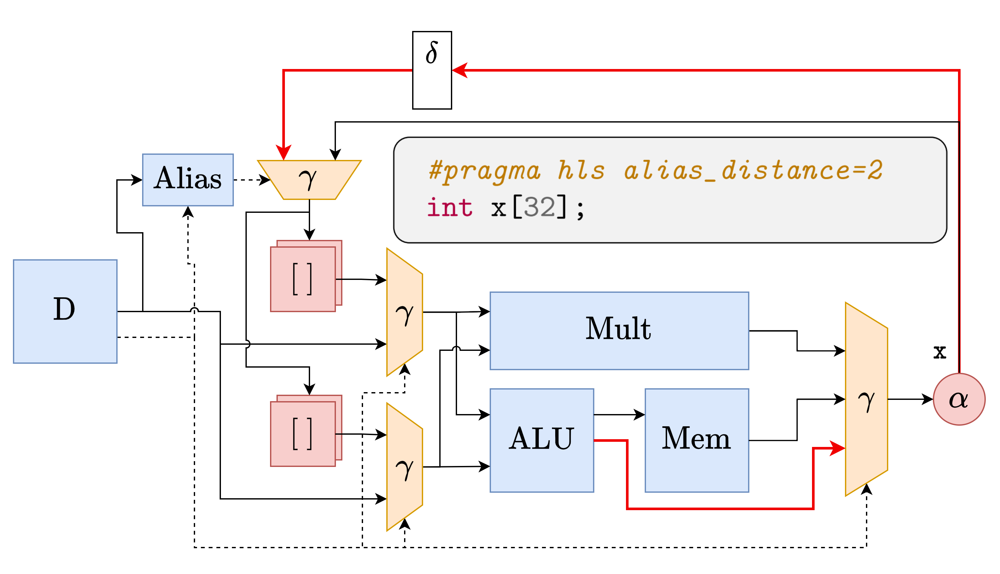 δ
#pragma hls alias_distance=2
int x[32];
Alias
γ
[ ]
D
γ
Mult
x
[ ]
γ
ALU
Mem
γ
α